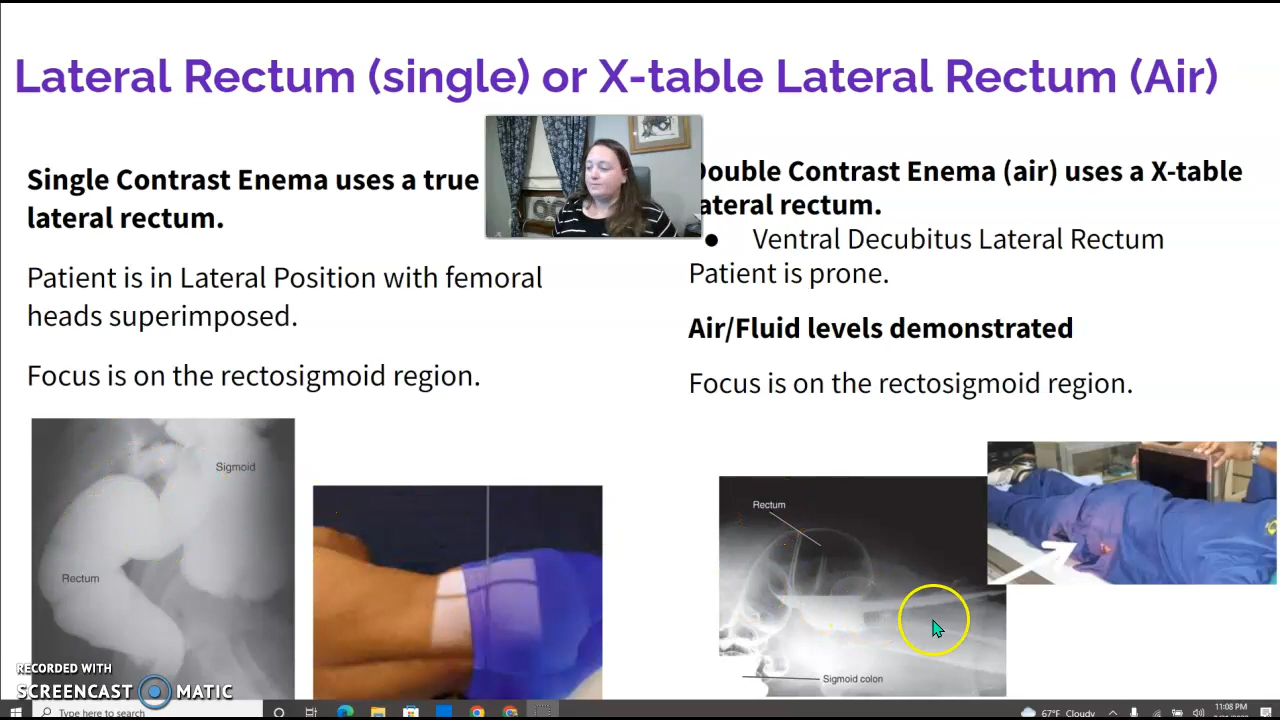 Lateral Rectum (single) or X-table Lateral Rectum (Air)
Single Contrast Enema uses a true
lateral rectum.
Patient is in Lateral Position with femoral
heads superimposed.
Focus is on the rectosigmoid region.
Double Contrast Enema (air) uses a X-table
lateral rectum.
● Ventral Decubitus Lateral Rectum
Patient is prone.
Air/Fluid levels demonstrated
Focus is on the rectosigmoid region.
Sigmoid
Rectum
Rectum
Sigmoid colon
RECORDED WITH
SCREENCAST MATIC
Type here to search
67°F Cloudy
11:08 PM